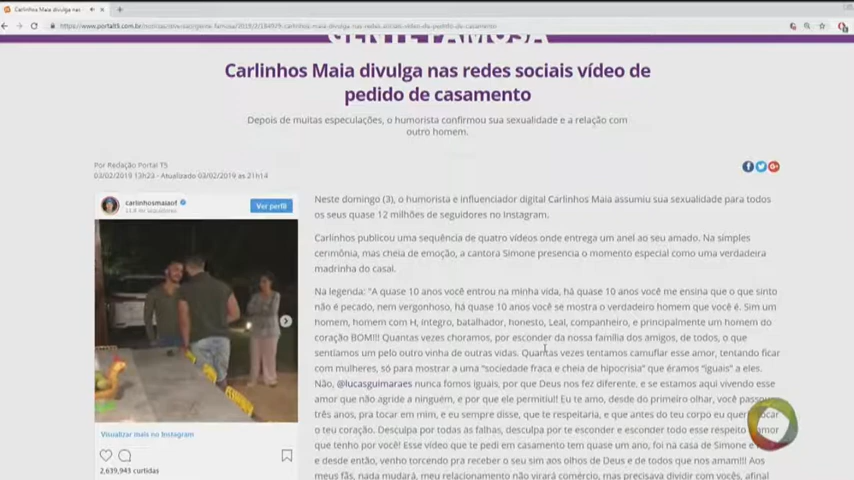 Carlinhos Maia divulga nas
GENTE FAMOSA
Carlinhos Maia divulga nas redes sociais vídeo de
pedido de casamento
Depois de muitas especulações, o humorista confirmou sua sexualidade e a relação com
outro homem.
Por Redação Portal T5
03/02/2019 13h23 - Atualizado 03/02/2019 às 21h14
carlinhosmaiaof
Ver perfil
Neste domingo (3), o humorista e influenciador digital Carlinhos Maia assumiu sua sexualidade para todos
os seus quase 12 milhões de seguidores no Instagram.
Carlinhos publicou uma sequência de quatro vídeos onde entrega um anel ao seu amado. Na simples
cerimônia, mas cheia de emoção, a cantora Simone presencia o momento especial como uma verdadeira
madrinha do casal.
Na legenda: "A quase 10 anos você entrou na minha vida, há quase 10 anos você me ensina que o que sinto
não é pecado, nem vergonhoso, há quase 10 anos você se mostra o verdadeiro homem que você é. Sim um
homem, homem com H, íntegro, batalhador, honesto, Leal, companheiro, e principalmente um homem do
coração BOM!!! Quantas vezes choramos, por esconder da nossa família dos amigos, de todos, o que
sentíamos um pelo outro vinha de outras vidas. Quantas vezes tentamos camuflar esse amor, tentando ficar
com mulheres, só para mostrar a uma "sociedade fraca e cheia de hipocrisia" que éramos "iguais" a eles.
Não, @lucasguimaraes nunca fomos iguais, por que Deus nos fez diferente, e se estamos aqui vivendo esse
amor que não agride a ninguém, e por que ele permitiu!! Eu te amo, desde do primeiro olhar, você passou
três anos, pra tocar em mim, e eu sempre disse, que te respeitaria, e que antes do teu corpo eu queria tocar
o teu coração. Desculpa por todas as falhas, desculpa por te esconder e esconder todo esse respeito e amor
que tenho por você! Esse vídeo que te pedi em casamento tem quase um ano, foi na casa de Simone
e desde então, venho torcendo pra receber o seu sim aos olhos de Deus e de todos que nos amam!!! Aos
meus fãs, nada mudará, meu relacionamento não virará comércio, mas precisava dividir com vocês, afinal
Visualizar mais no Instagram
2,639,943 curtidas